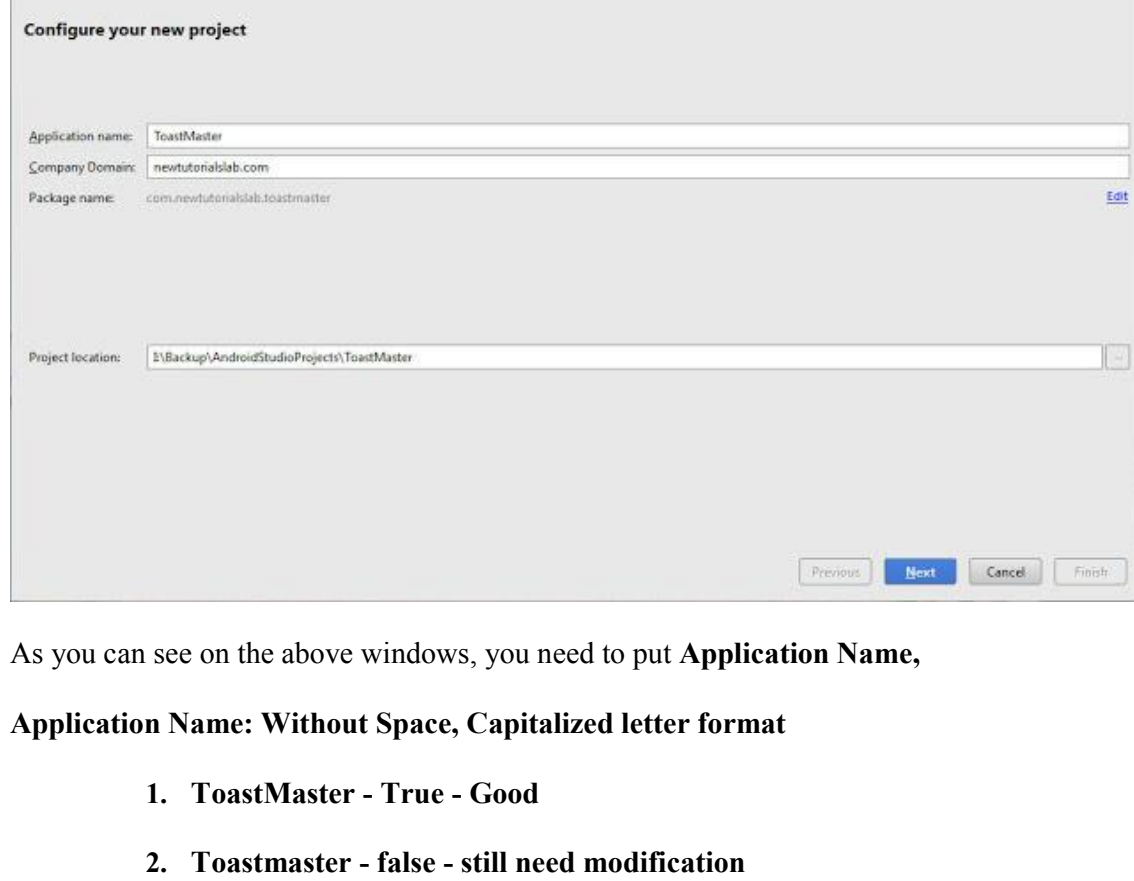 Configure your new project
Application name: ToastMaster
Company Domain: newtutorialslab.com
Package name: com.newtutorialslab.toastmaster Edit
Project location: I:\Backup\AndroidStudioProjects\ToastMaster ...
Previous Next Cancel Finish
As you can see on the above windows, you need to put Application Name,
Application Name: Without Space, Capitalized letter format
1. ToastMaster - True - Good
2. Toastmaster - false - still need modification